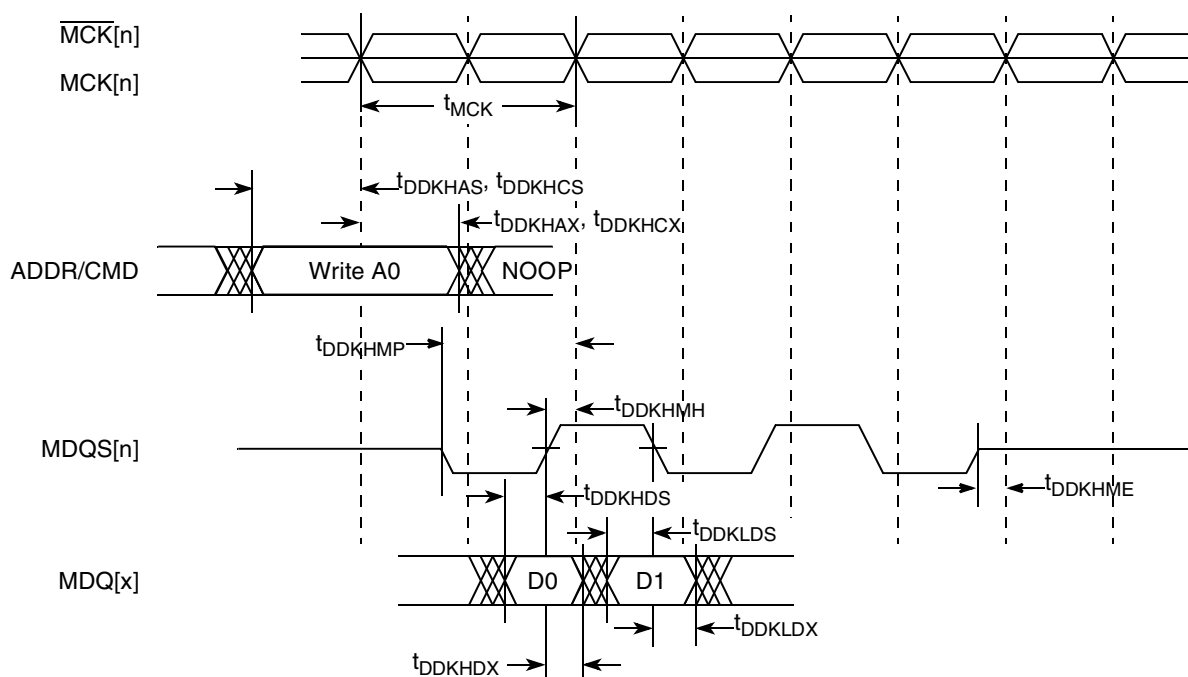 MCK[n]
MCK[n]
tMCK
tDDKHAS, tDDKHCS
tDDKHAX, tDDKHCX
ADDR/CMD
Write A0
NOOP
tDDKHMP
tDDKHMH
MDQS[n]
tDDKHDS
tDDKHME
tDDKLDS
MDQ[x]
D0
D1
tDDKLDX
tDDKHDX